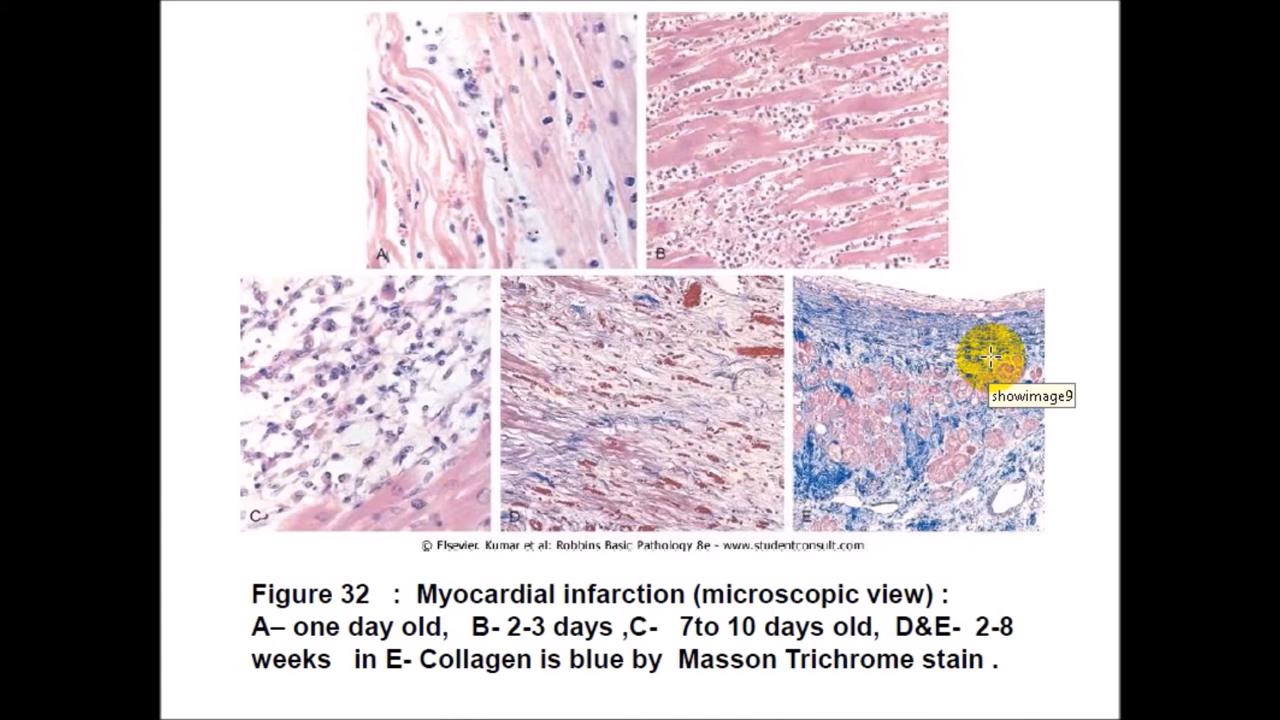 A
B
C
D
E
showimage9
© Elsevier. Kumar et al: Robbins Basic Pathology 8e - www.studentconsult.com
Figure 32 : Myocardial infarction (microscopic view) :
A– one day old, B- 2-3 days ,C- 7to 10 days old, D&E- 2-8
weeks in E- Collagen is blue by Masson Trichrome stain .